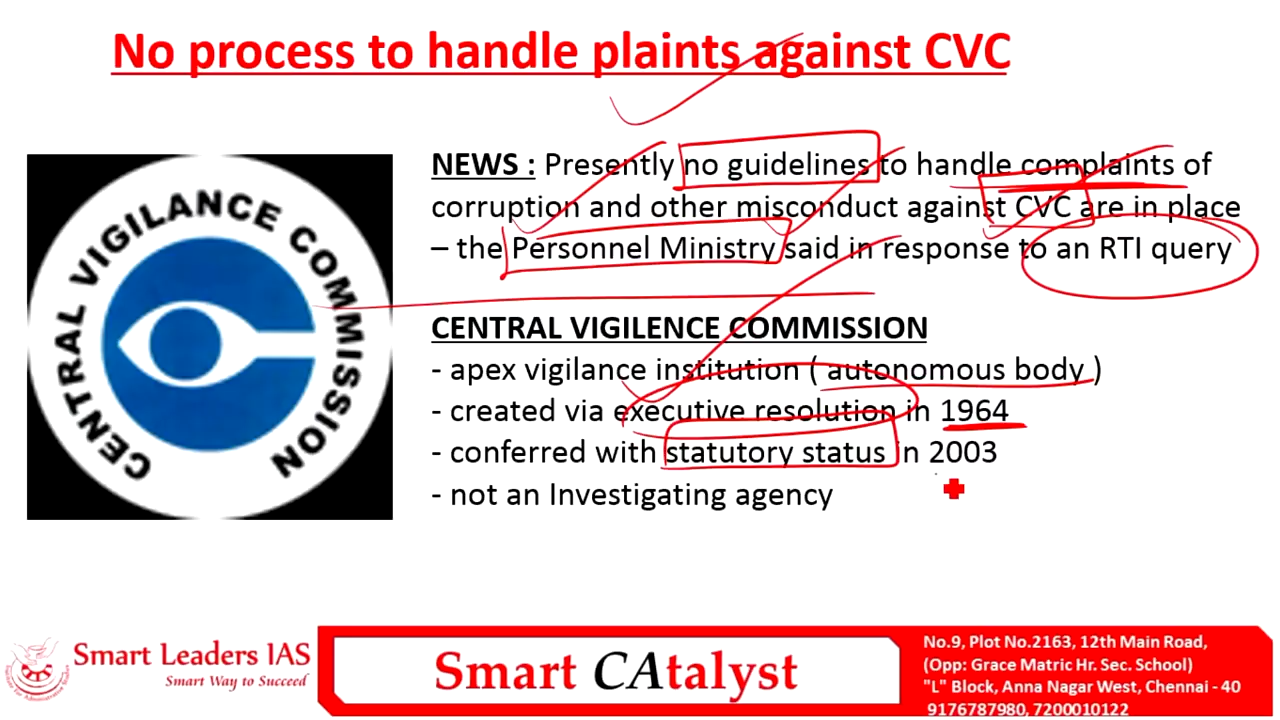 No process to handle plaints against CVC
CENTRAL VIGILANCE COMMISSION
NEWS : Presently no guidelines to handle complaints of
corruption and other misconduct against CVC are in place
– the Personnel Ministry said in response to an RTI query
CENTRAL VIGILENCE COMMISSION
- apex vigilance institution ( autonomous body )
- created via executive resolution in 1964
- conferred with statutory status in 2003
- not an Investigating agency
Smart Leaders IAS
Smart Way to Succeed
Smart CAtalyst
No.9, Plot No.2163, 12th Main Road,
(Opp: Grace Matric Hr. Sec. School)
"L" Block, Anna Nagar West, Chennai - 40
9176787980, 7200010122